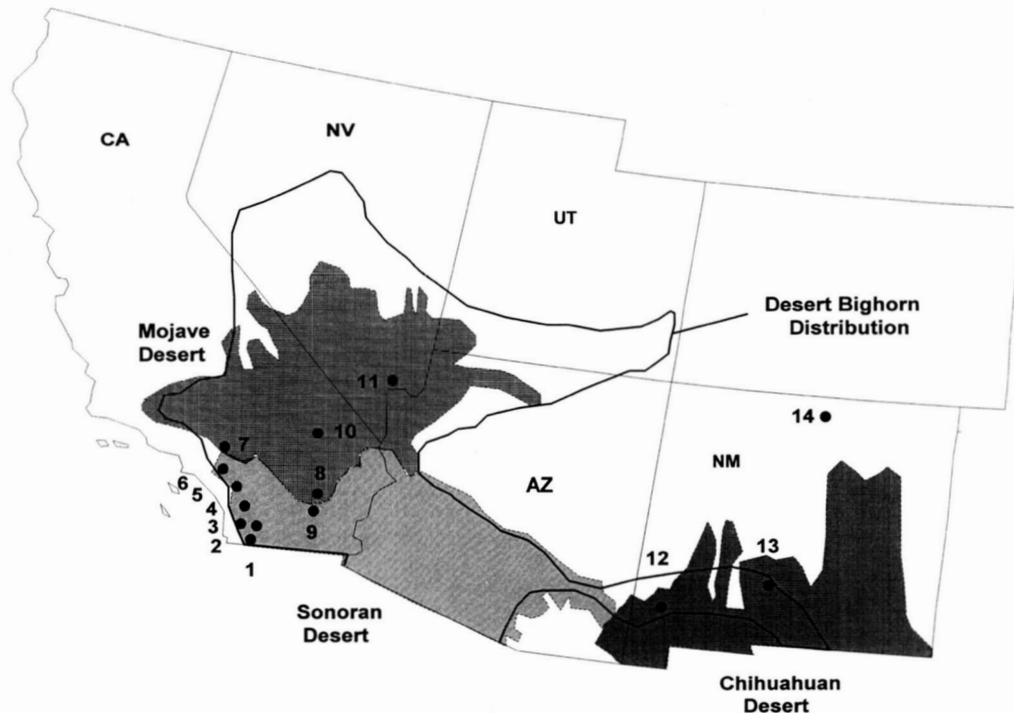 CA
NV
UT
Desert Bighorn
Distribution
Mojave
Desert
11
14
7
10
NM
6
8
AZ
5
4
9
3
12
13
2
1
Sonoran
Desert
Chihuahuan
Desert